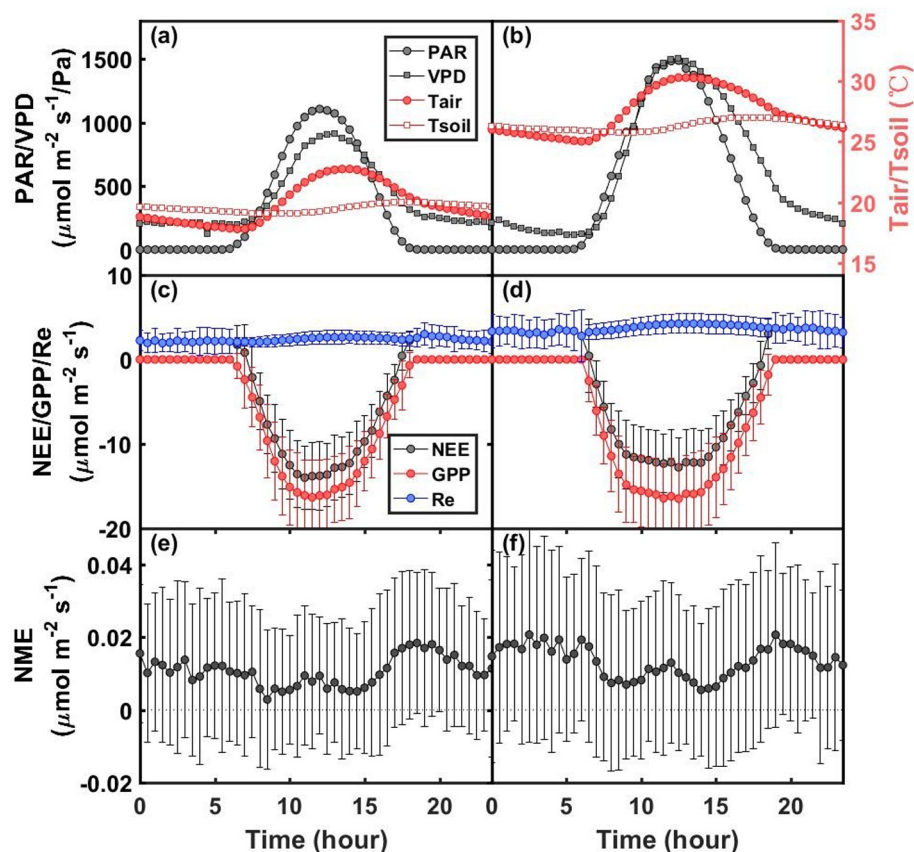 (a)
(b)
PAR
VPD
Tair
Tsoil
PAR/VPD
(μmol m-2 s-1/Pa)
1500
1000
500
0
35
30
25
20
15
Tair/Tsoil (℃)
(c)
(d)
NEE/GPP/Re
(μmol m-2 s-1)
10
0
-10
-20
NEE
GPP
Re
(e)
(f)
NME
(μmol m-2 s-1)
0.04
0.02
0
-0.02
0 5 10 15 20
0 5 10 15 20
Time (hour)
Time (hour)